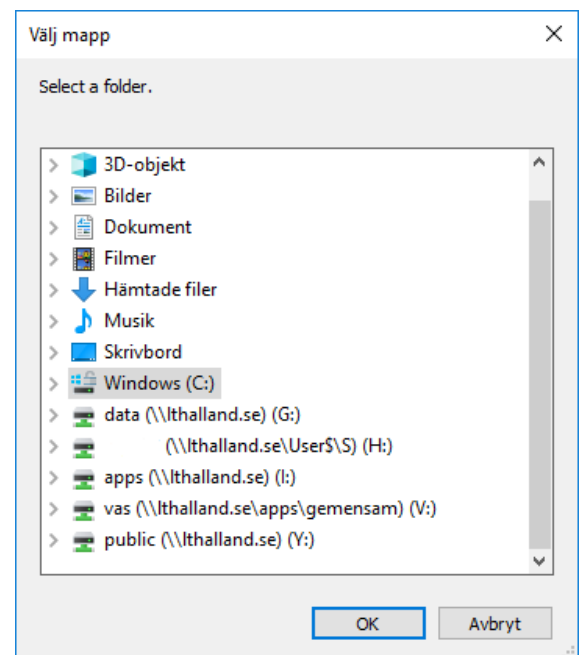 Välj mapp
Select a folder.
3D-objekt
Bilder
Dokument
Filmer
Hämtade filer
Musik
Skrivbord
Windows (C:)
data (\\lthalland.se) (G:)
(\\lthalland.se\User$\S) (H:)
apps (\\lthalland.se) (I:)
vas (\\lthalland.se\apps\gemensam) (V:)
public (\\lthalland.se) (Y:)
OK
Avbryt